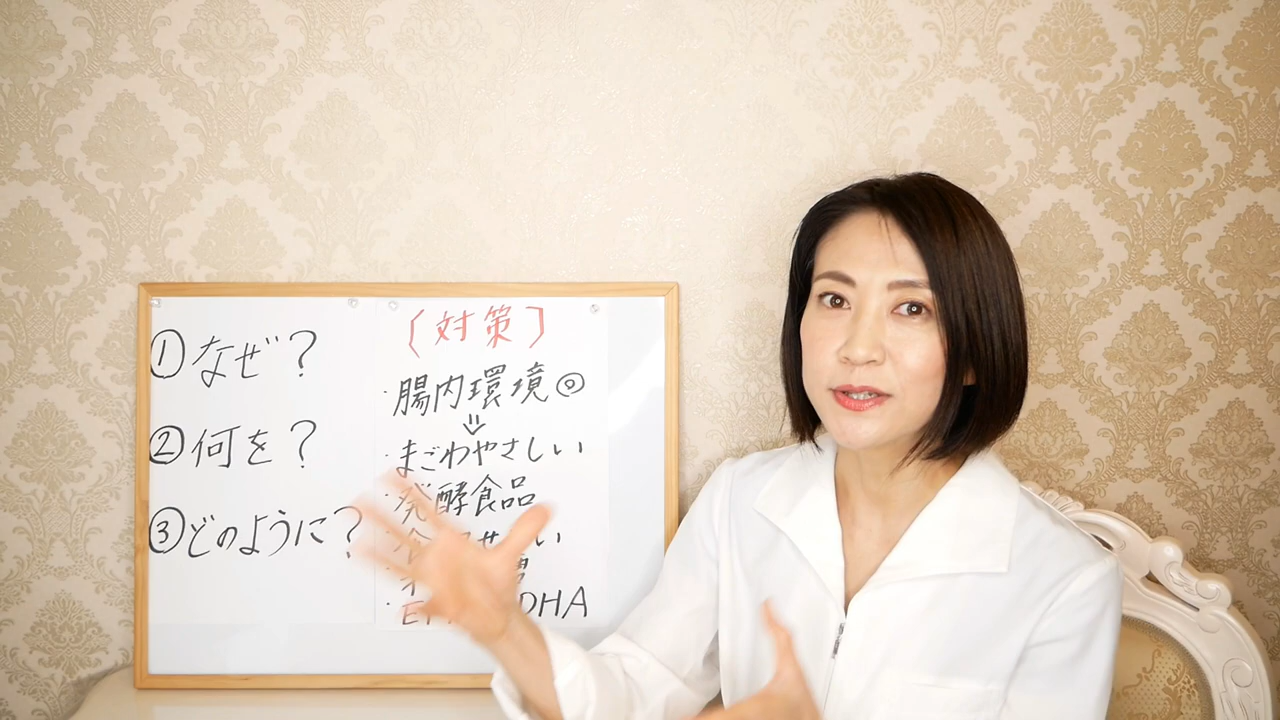 ①なぜ?
②何を?
③どのように?
〔対策〕
・腸内環境◎
⇓
・まごわやさしい
・発酵食品
DHA